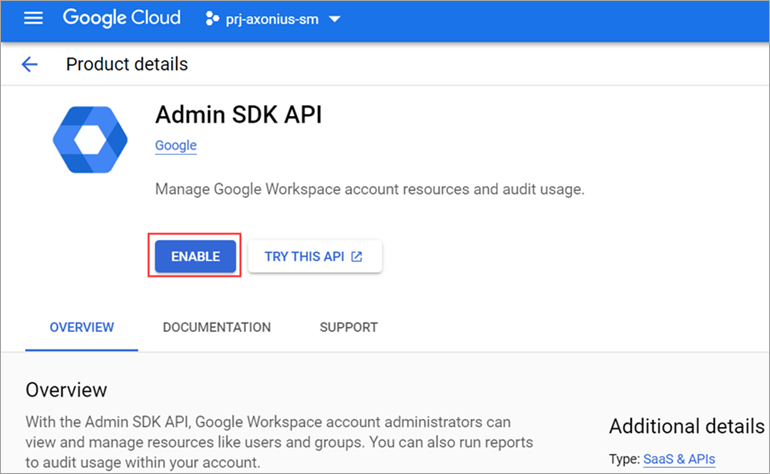 Google Cloud prj-axonius-sm
Product details
Admin SDK API
Google
Manage Google Workspace account resources and audit usage.
ENABLE TRY THIS API
OVERVIEW DOCUMENTATION SUPPORT
Overview
With the Admin SDK API, Google Workspace account administrators can
view and manage resources like users and groups. You can also run reports
to audit usage within your account.
Additional details
Type: SaaS & APIs